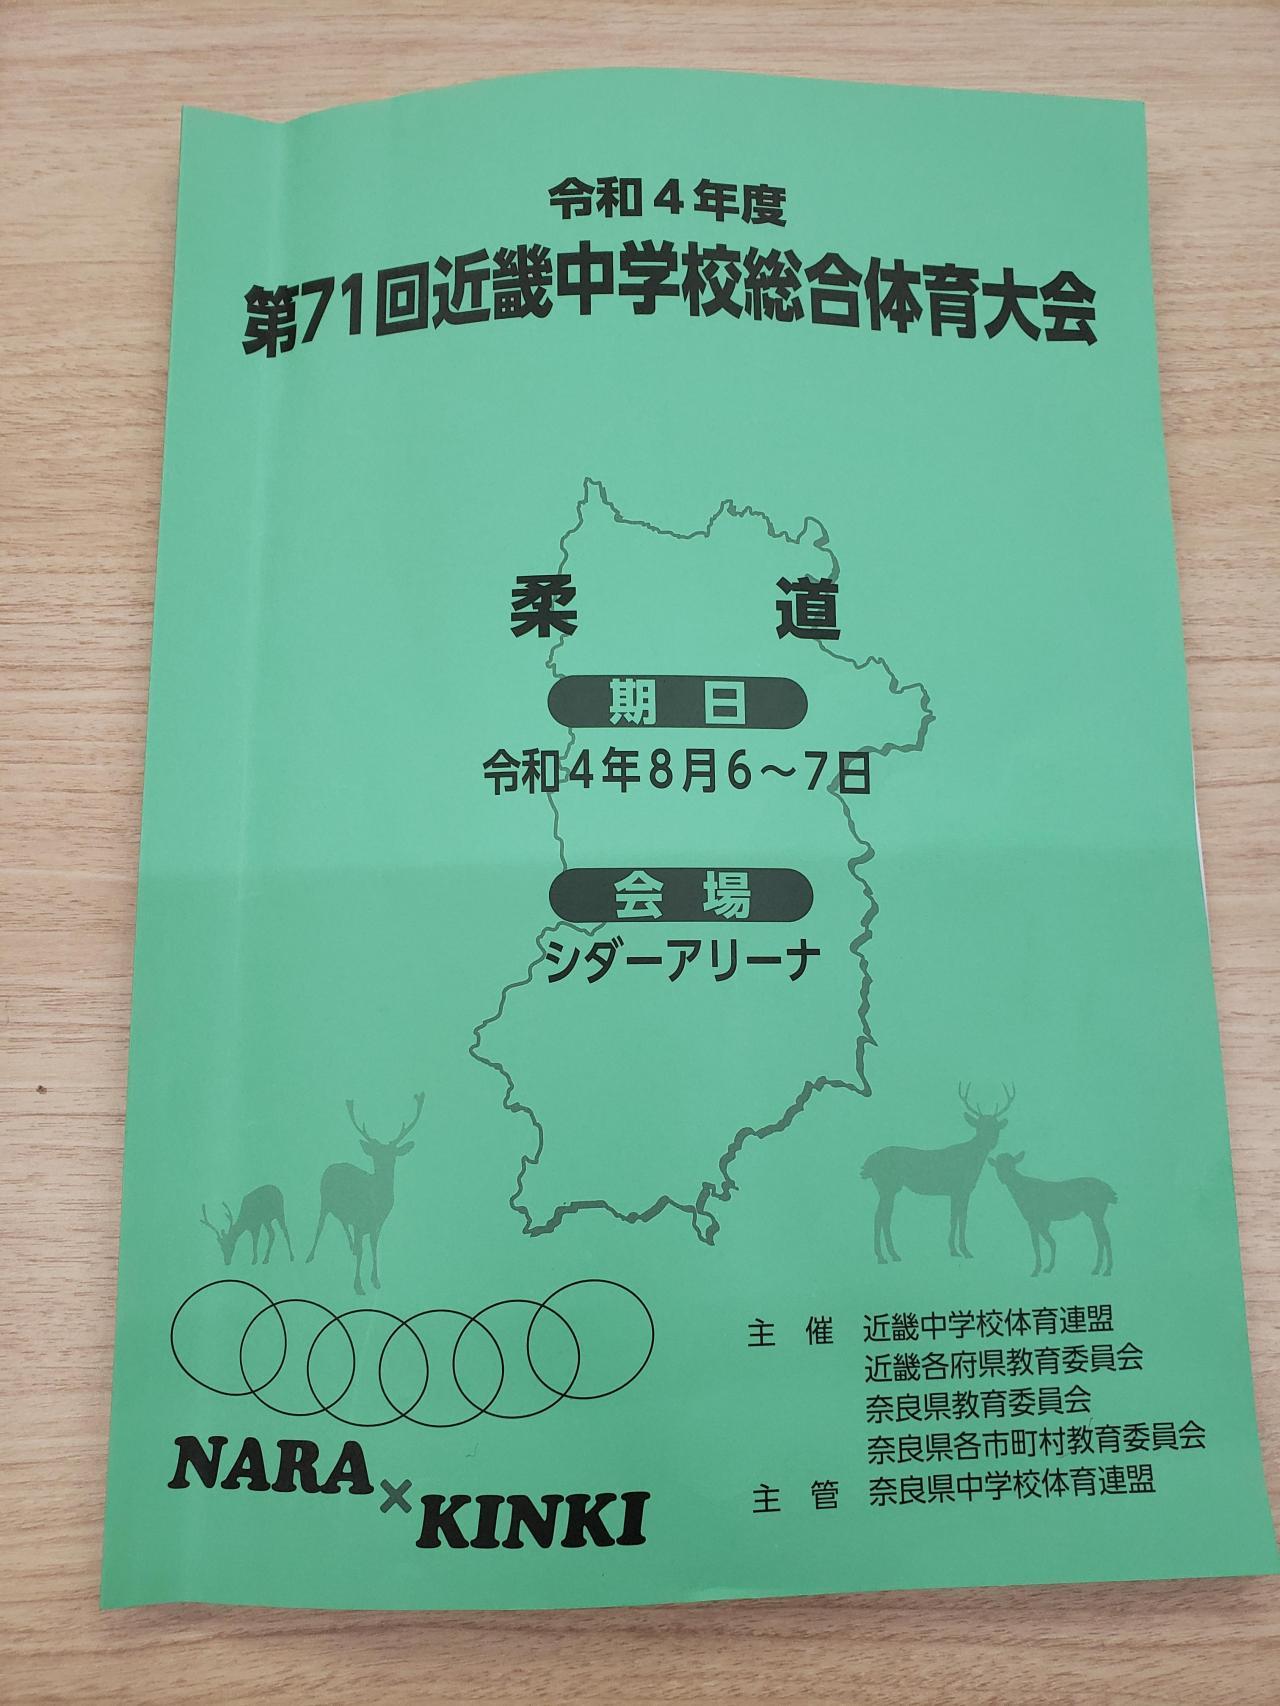 令和4年度
第71回近畿中学校総合体育大会
柔 道
期 日
令和4年8月6～7日
会 場
シダーアリーナ
主 催 近畿中学校体育連盟
近畿各府県教育委員会
奈良県教育委員会
奈良県各市町村教育委員会
主 管 奈良県中学校体育連盟
NARA×KINKI